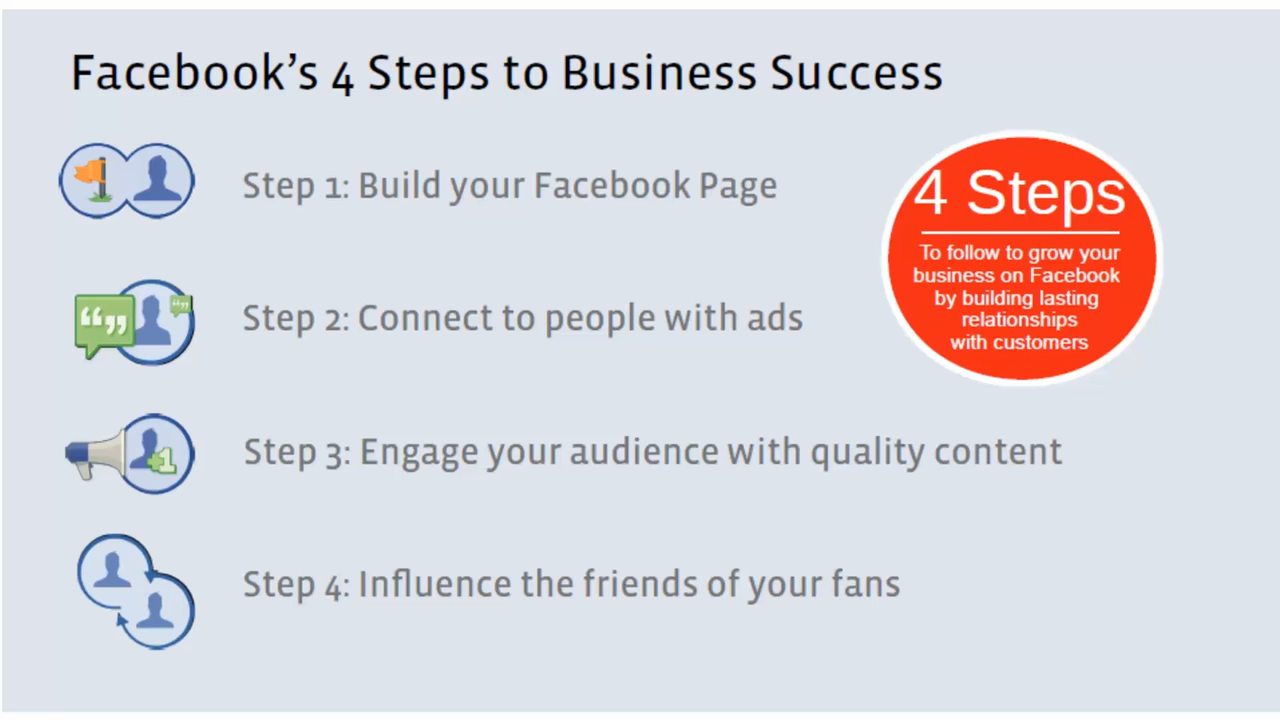 Facebook’s 4 Steps to Business Success
Step 1: Build your Facebook Page
Step 2: Connect to people with ads
Step 3: Engage your audience with quality content
Step 4: Influence the friends of your fans
4 Steps
To follow to grow your
business on Facebook
by building lasting
relationships
with customers
“”
“”
+1